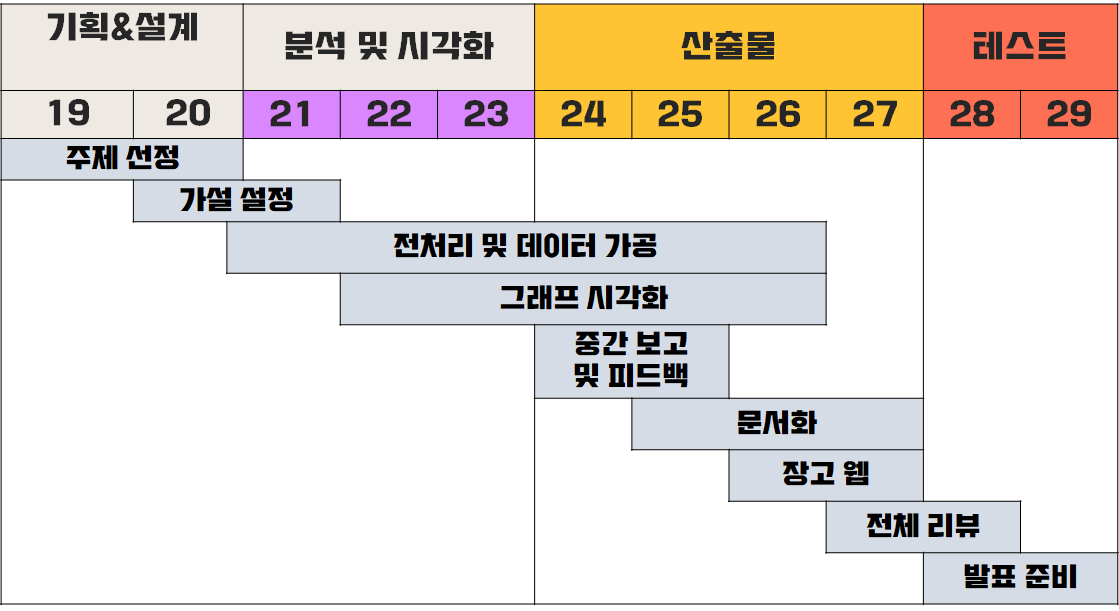 기획&설계
분석 및 시각화
산출물
테스트
19 20 21 22 23 24 25 26 27 28 29
주제 선정
가설 설정
전처리 및 데이터 가공
그래프 시각화
중간 보고
및 피드백
문서화
장고 웹
전체 리뷰
발표 준비